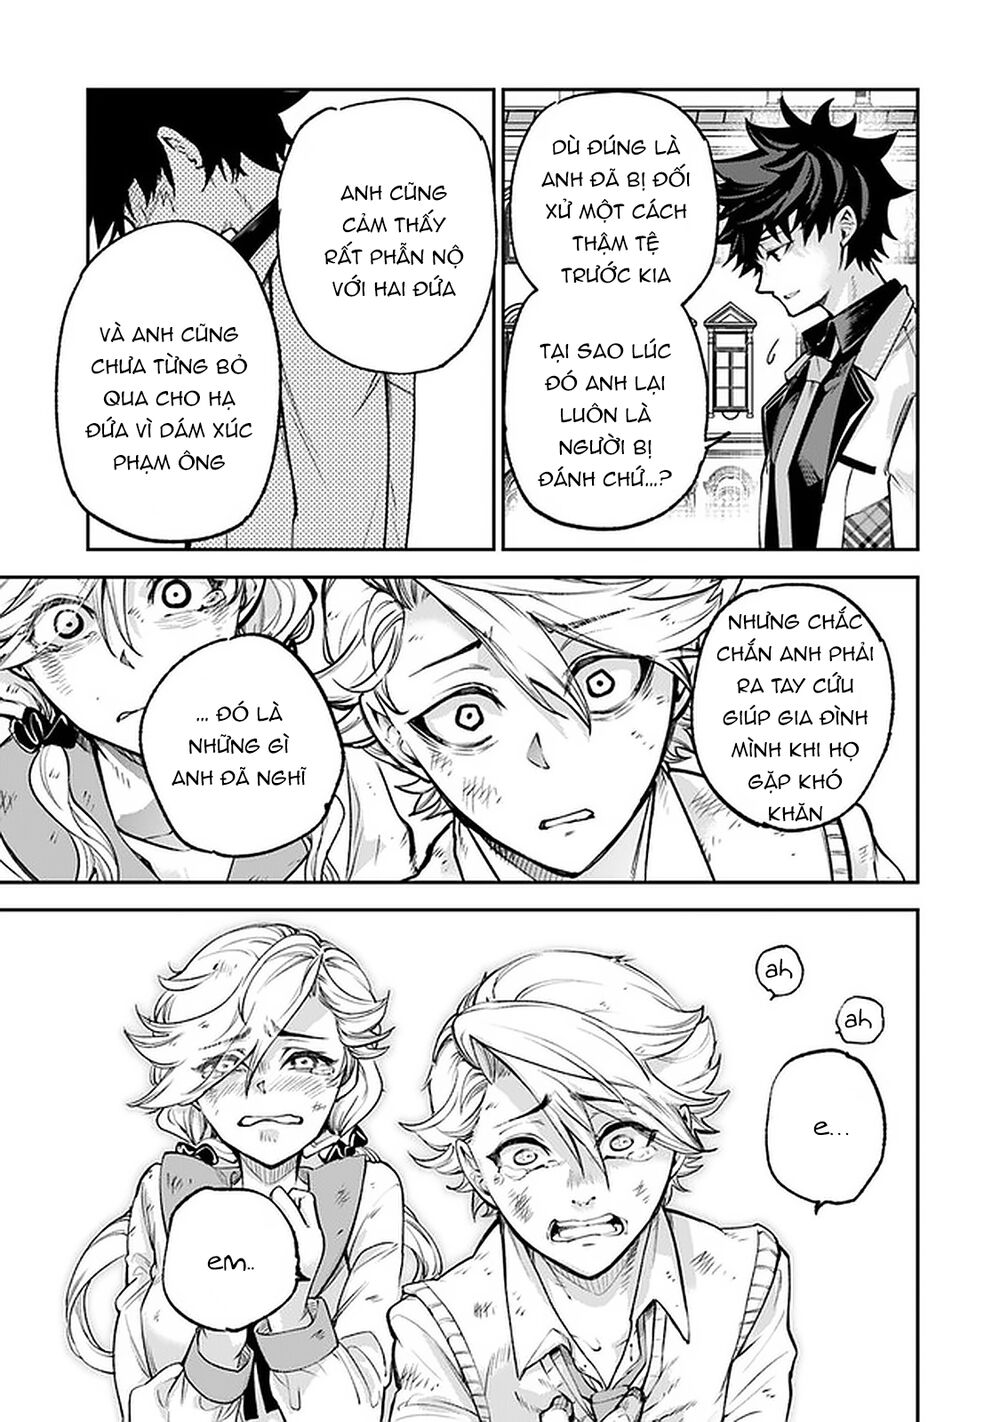 DÙ ĐÚNG LÀ
ANH ĐÃ BỊ ĐỐI
XỬ MỘT CÁCH
THẬM TỆ
TRƯỚC KIA
TẠI SAO LÚC
ĐÓ ANH LẠI
LUÔN LÀ
NGƯỜI BỊ
ĐÁNH CHỨ...?
ANH CŨNG
CẢM THẤY
RẤT PHẪN NỘ
VỚI HAI ĐỨA
VÀ ANH CŨNG
CHƯA TỪNG BỎ
QUA CHO HẠ
ĐỨA VÌ DÁM XÚC
PHẠM ÔNG
NHƯNG CHẮC
CHẮN ANH PHẢI
RA TAY CỨU
GIÚP GIA ĐÌNH
MÌNH KHI HỌ
GẶP KHÓ
KHĂN
... ĐÓ LÀ
NHỮNG GÌ
ANH ĐÃ NGHĨ
ah
ah
e...
em..